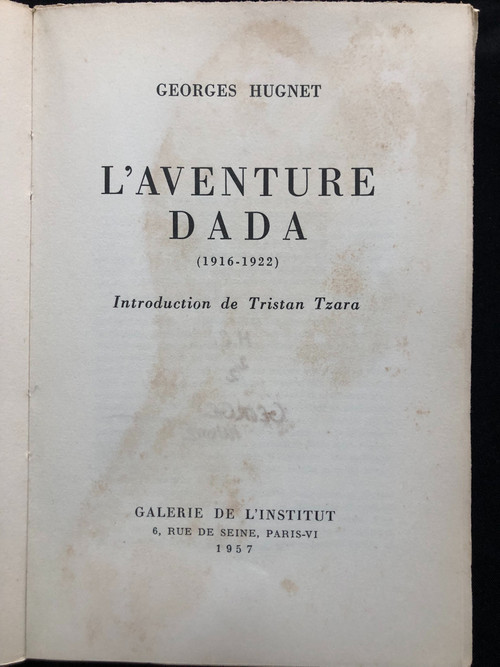 GEORGES HUGNET
L'AVENTURE
DADA
(1916-1922)
Introduction de Tristan Tzara
GALERIE DE L'INSTITUT
6, RUE DE SEINE, PARIS-VI
1957